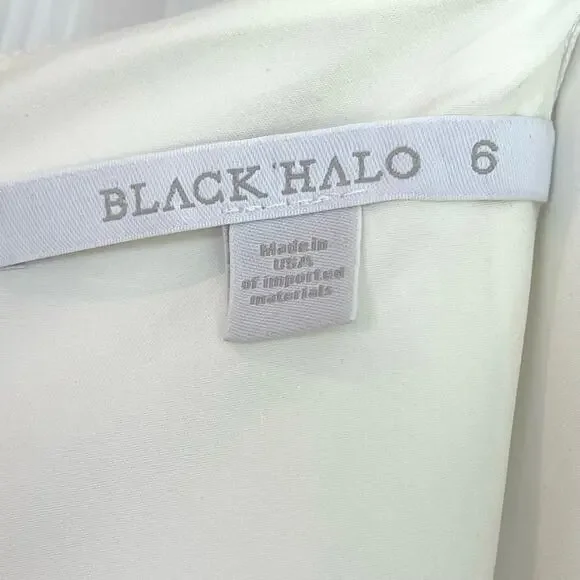 BLACK HALO 6
Made in
USA
of imported
materials